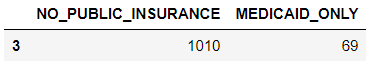 NO_PUBLIC_INSURANCE MEDICAID_ONLY
3 1010 69